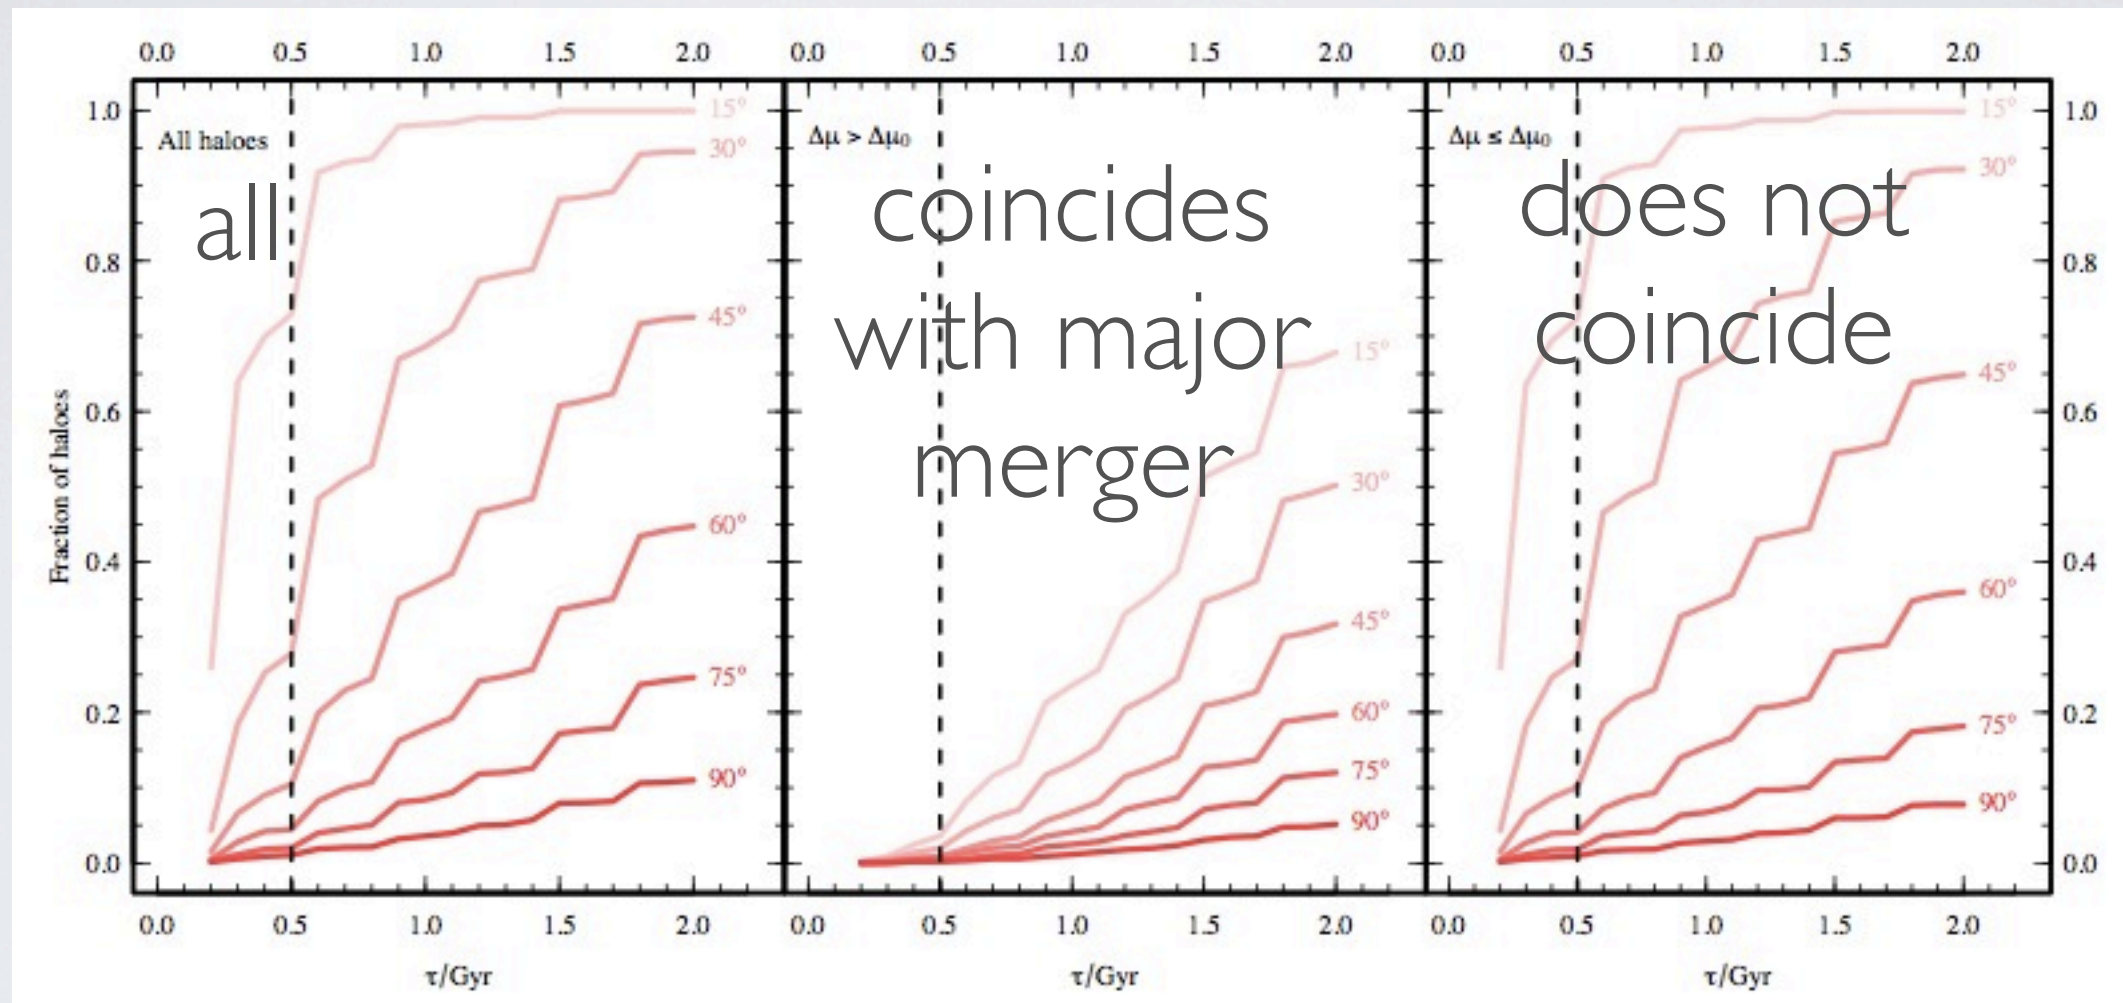 0.0 0.5 1.0 1.5 2.0 0.0 0.5 1.0 1.5 2.0 0.0 0.5 1.0 1.5 2.0
Fraction of haloes
1.0
0.8
0.6
0.4
0.2
0.0
All haloes
all
15°
30°
45°
60°
75°
90°
Δμ > Δμ₀
coincides
with major
merger
15°
30°
45°
60°
75°
90°
Δμ ≤ Δμ₀
does not
coincide
15°
30°
45°
60°
75°
90°
1.0
0.8
0.6
0.4
0.2
0.0
0.0 0.5 1.0 1.5 2.0 0.0 0.5 1.0 1.5 2.0 0.0 0.5 1.0 1.5 2.0
τ/Gyr τ/Gyr τ/Gyr